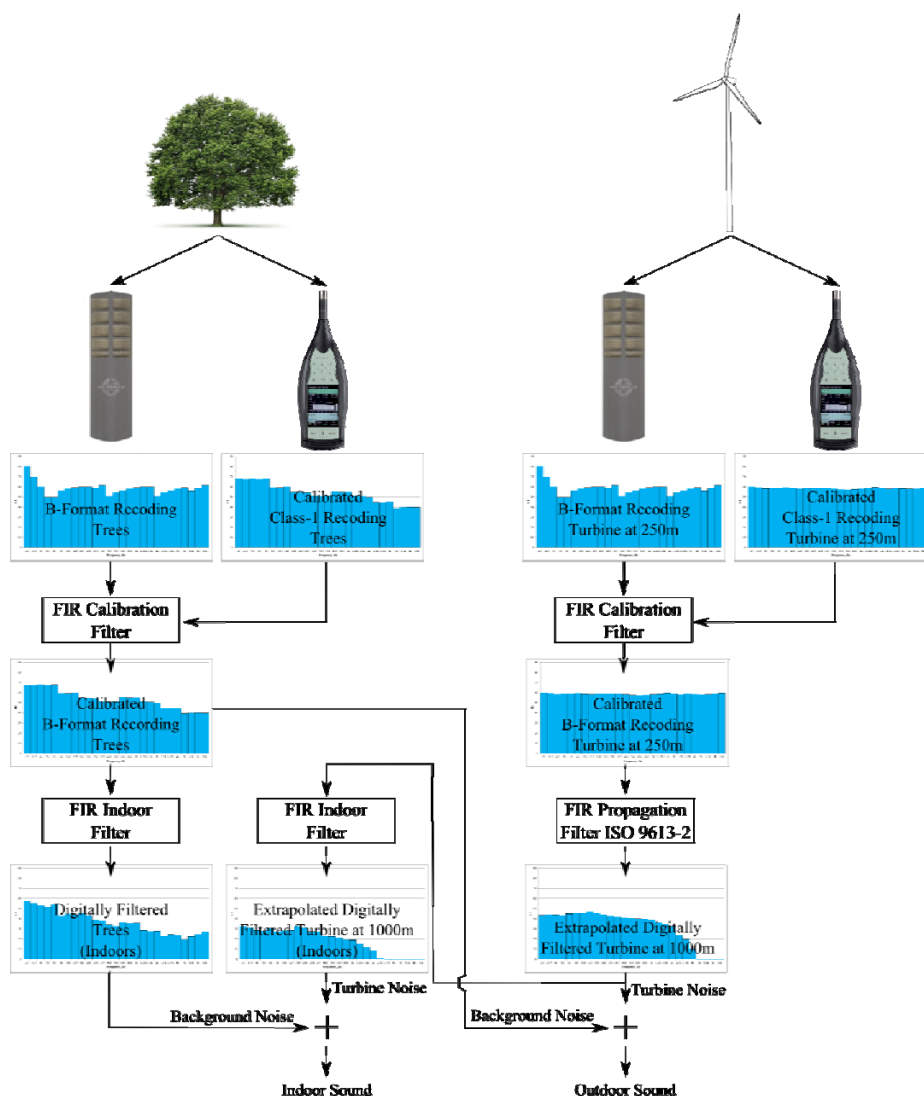 B-Format Recoding
Trees
Calibrated
Class-1 Recoding
Trees
B-Format Recoding
Turbine at 250m
Calibrated
Class-1 Recoding
Turbine at 250m
FIR Calibration
Filter
FIR Calibration
Filter
Calibrated
B-Format Recording
Trees
Calibrated
B-Format Recoding
Turbine at 250m
FIR Indoor
Filter
FIR Indoor
Filter
FIR Propagation
Filter ISO 9613-2
Digitally Filtered
Trees
(Indoors)
Extrapolated Digitally
Filtered Turbine at 1000m
(Indoors)
Extrapolated Digitally
Filtered Turbine at 1000m
Turbine Noise
Turbine Noise
Background Noise
+
Background Noise
+
Indoor Sound
Outdoor Sound